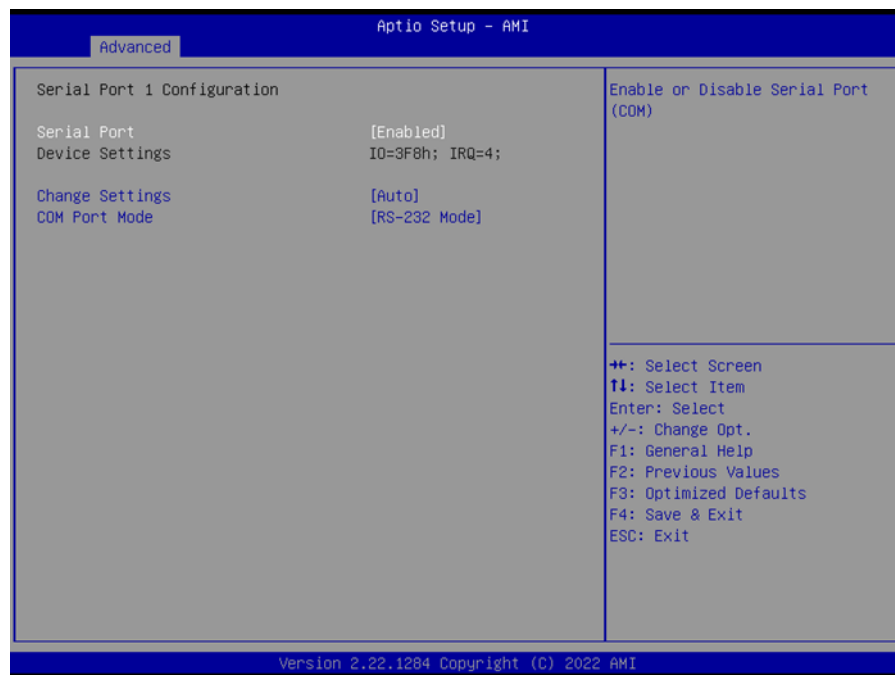 Aptio Setup – AMI
Advanced
Serial Port 1 Configuration
Serial Port [Enabled]
Device Settings IO=3F8h; IRQ=4;
Change Settings [Auto]
COM Port Mode [RS-232 Mode]
Enable or Disable Serial Port
(COM)
→←: Select Screen
↑↓: Select Item
Enter: Select
+/-: Change Opt.
F1: General Help
F2: Previous Values
F3: Optimized Defaults
F4: Save & Exit
ESC: Exit
Version 2.22.1284 Copyright (C) 2022 AMI